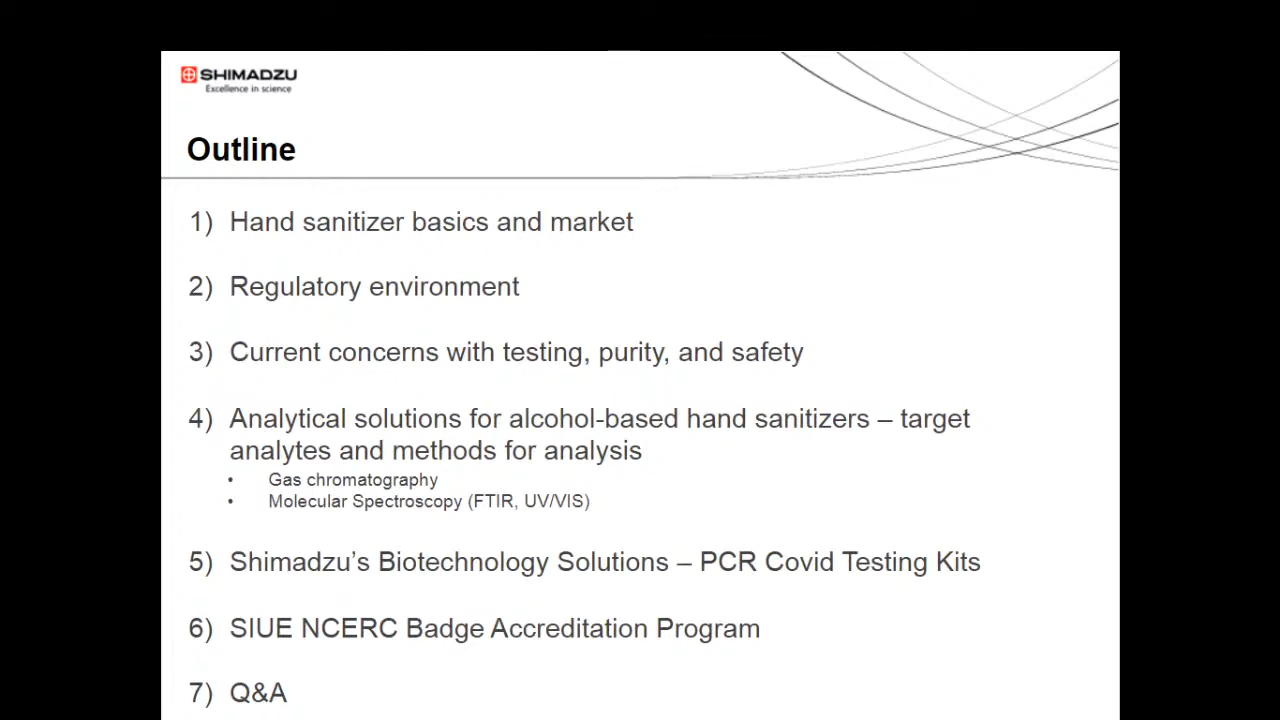 SHIMADZU
Excellence in science
Outline
1) Hand sanitizer basics and market
2) Regulatory environment
3) Current concerns with testing, purity, and safety
4) Analytical solutions for alcohol-based hand sanitizers – target
analytes and methods for analysis
• Gas chromatography
• Molecular Spectroscopy (FTIR, UV/VIS)
5) Shimadzu’s Biotechnology Solutions – PCR Covid Testing Kits
6) SIUE NCERC Badge Accreditation Program
7) Q&A